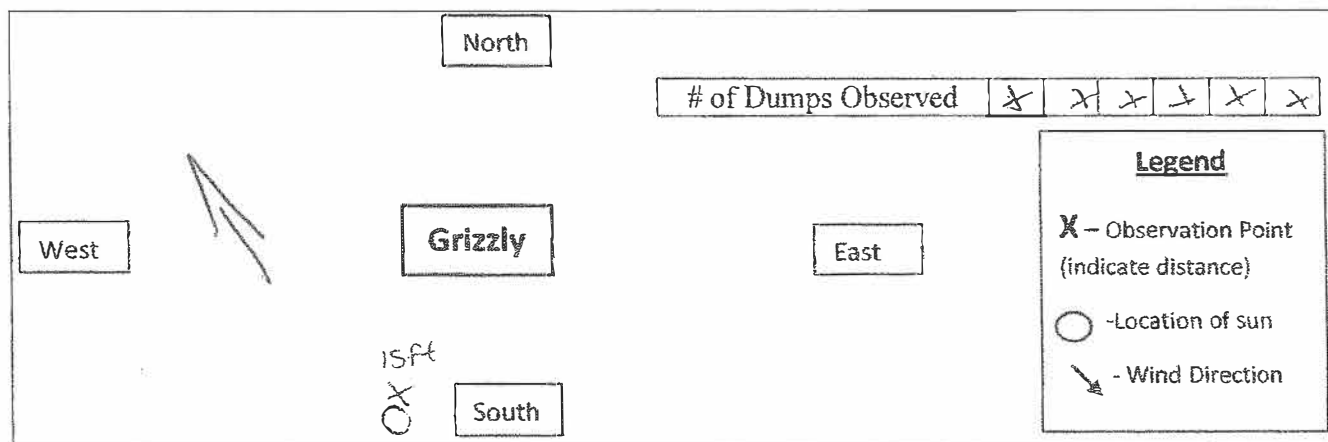 North
# of Dumps Observed X X X X X X
Legend
West
Grizzly
East
X – Observation Point
(indicate distance)
-Location of sun
- Wind Direction
15ft
X
South